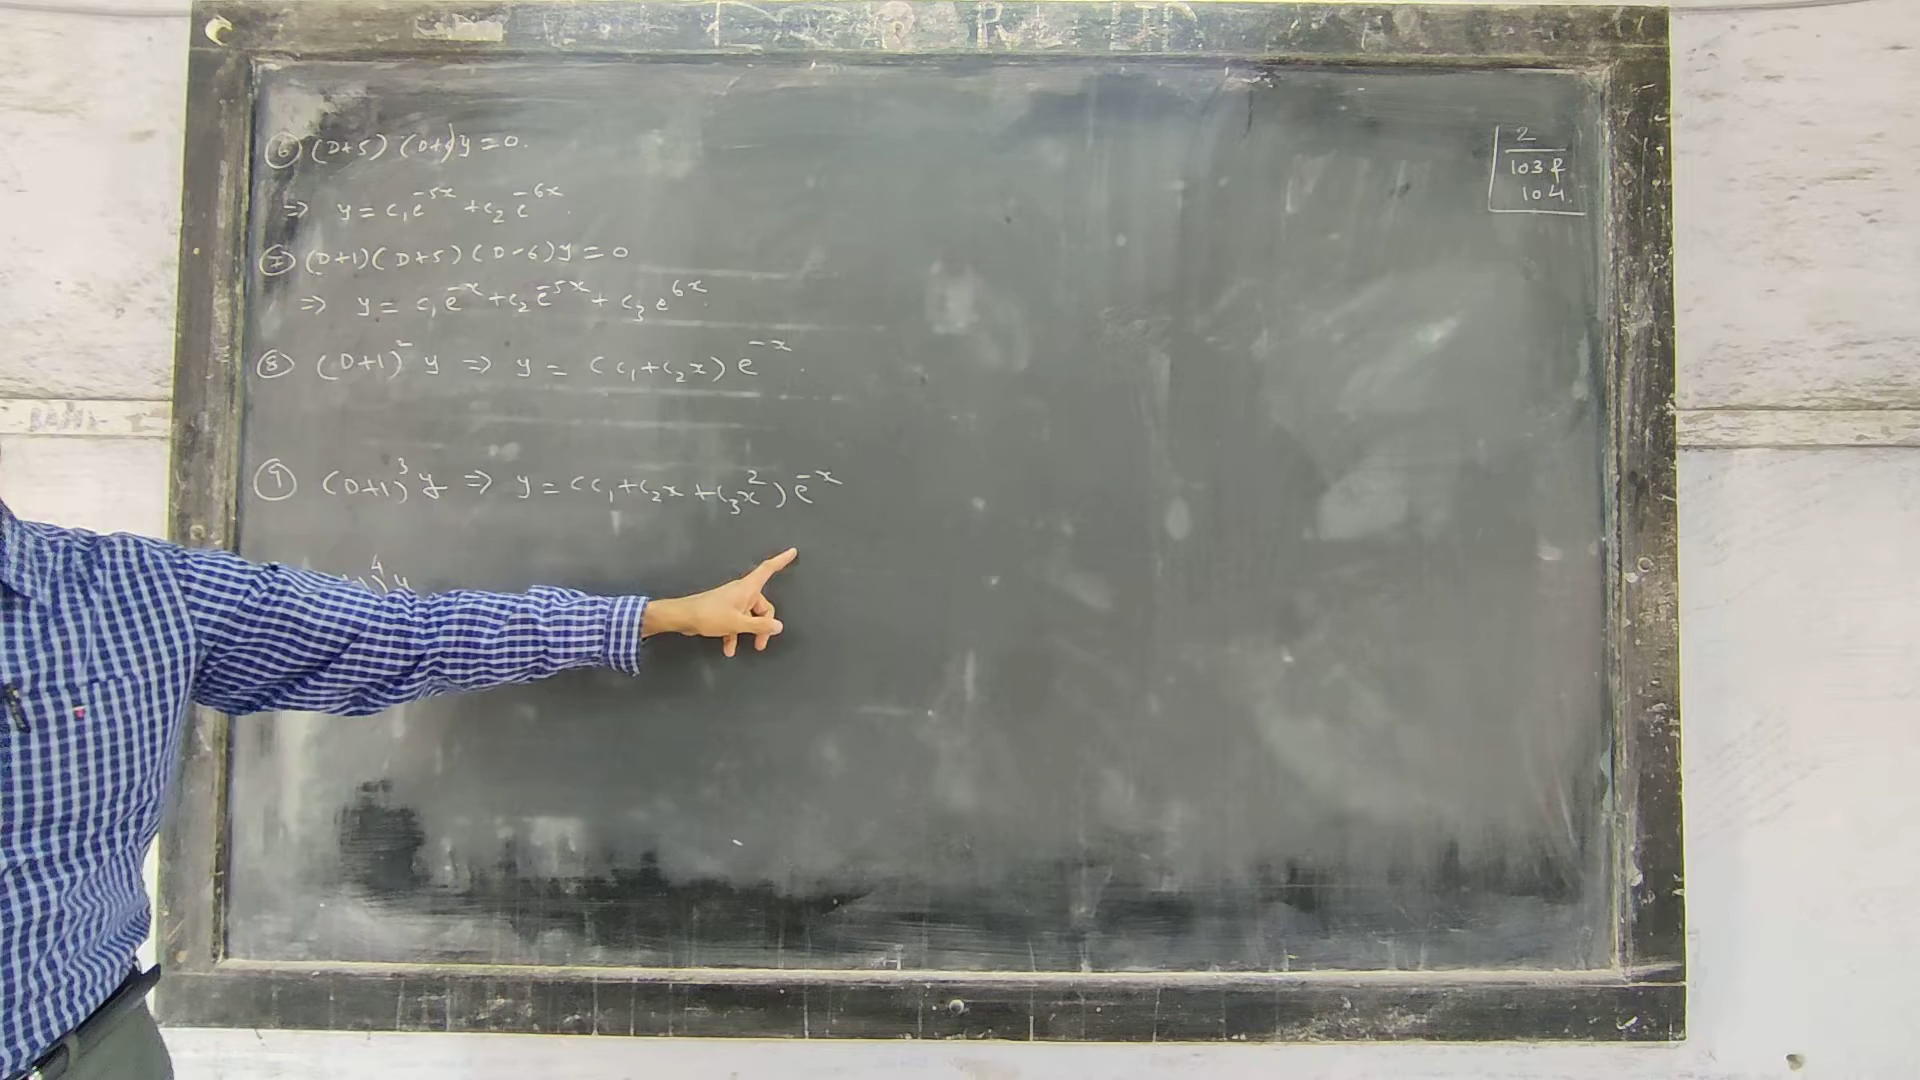 ⑥ (D+5) (D+6)y = 0.
⇒ y = c₁e⁻⁵ˣ + c₂e⁻⁶ˣ.
⑦ (D+1)(D+5)(D-6)y = 0
⇒ y = c₁e⁻ˣ + c₂e⁻⁵ˣ + c₃e⁶ˣ.
⑧ (D+1)² y ⇒ y = (c₁+c₂x) e⁻ˣ.
⑨ (D+1)³ y ⇒ y = (c₁+c₂x+c₃x²)e⁻ˣ
)⁴ y
2
103 &
104.